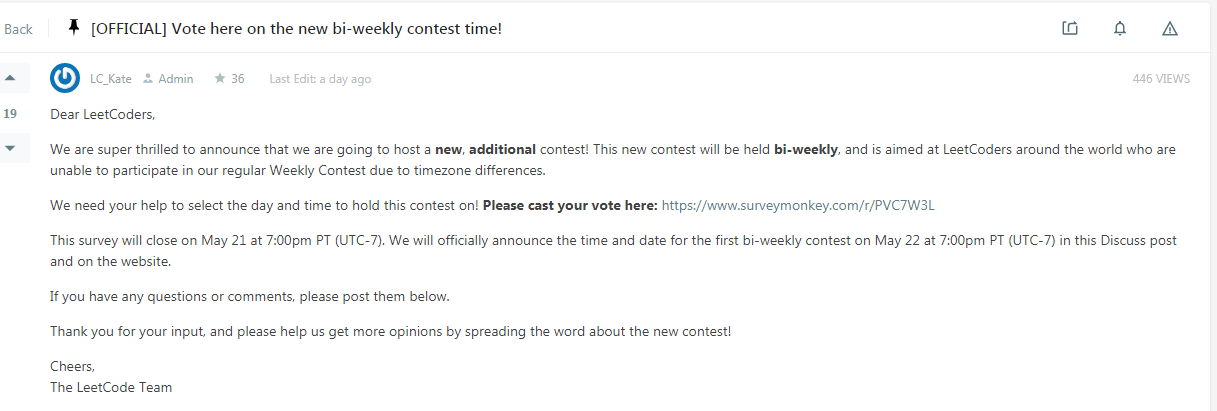 Back
[OFFICIAL] Vote here on the new bi-weekly contest time!
LC_Kate Admin 36 Last Edit: a day ago 446 VIEWS
19
Dear LeetCoders,
We are super thrilled to announce that we are going to host a new, additional contest! This new contest will be held bi-weekly, and is aimed at LeetCoders around the world who are
unable to participate in our regular Weekly Contest due to timezone differences.
We need your help to select the day and time to hold this contest on! Please cast your vote here: https://www.surveymonkey.com/r/PVC7W3L
This survey will close on May 21 at 7:00pm PT (UTC-7). We will officially announce the time and date for the first bi-weekly contest on May 22 at 7:00pm PT (UTC-7) in this Discuss post
and on the website.
If you have any questions or comments, please post them below.
Thank you for your input, and please help us get more opinions by spreading the word about the new contest!
Cheers,
The LeetCode Team